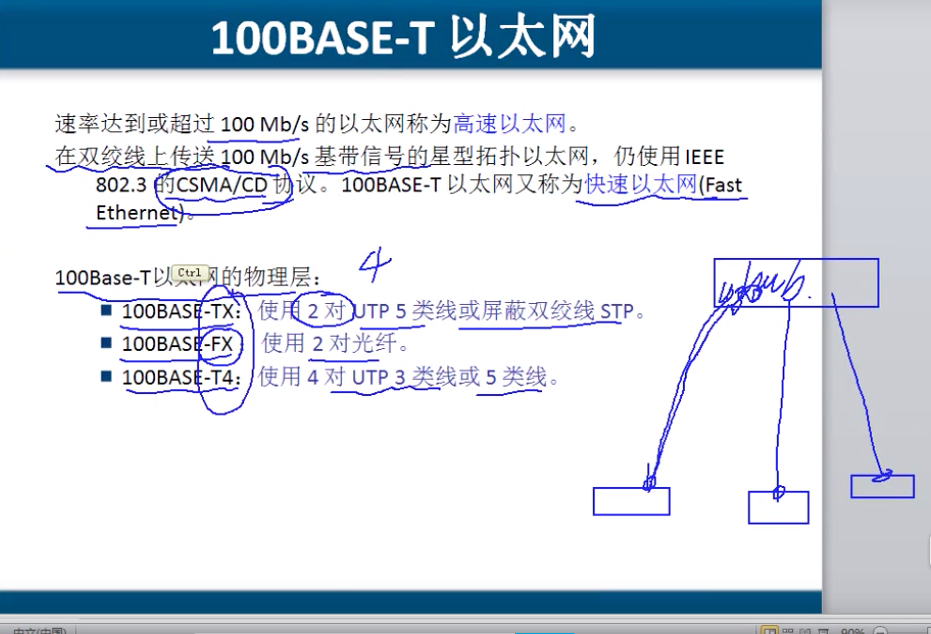 100BASE-T 以太网
速率达到或超过 100 Mb/s 的以太网称为高速以太网。
在双绞线上传送 100 Mb/s 基带信号的星型拓扑以太网，仍使用 IEEE
802.3 的CSMA/CD 协议。100BASE-T 以太网又称为快速以太网(Fast
Ethernet)。
4
100Base-T以太网的物理层：
Ctrl
100BASE-TX： 使用 2 对 UTP 5 类线或屏蔽双绞线 STP。
100BASE-FX ： 使用 2 对光纤。
100BASE-T4： 使用 4 对 UTP 3 类线或 5 类线。
中文(中国)
90%